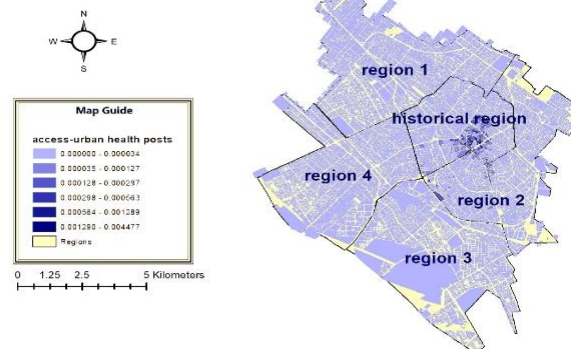 N
W E
S
Map Guide
access-urban health posts
0.000000 - 0.000034
0.000035 - 0.000127
0.000128 - 0.000297
0.000298 - 0.000563
0.000564 - 0.001289
0.001290 - 0.004477
Regions
0 1.25 2.5 5 Kilometers
region 1
historical region
region 4
region 2
region 3